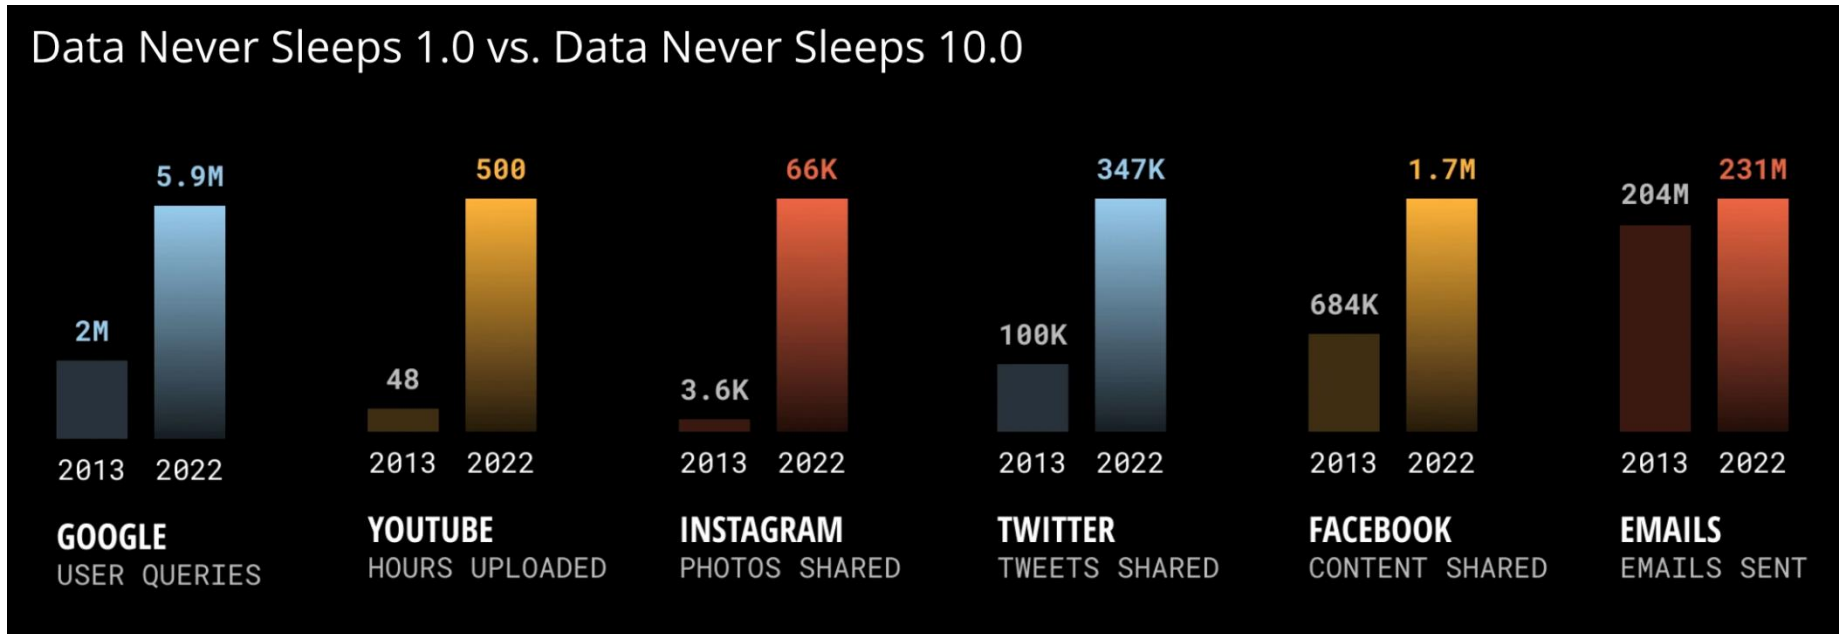 Data Never Sleeps 1.0 vs. Data Never Sleeps 10.0
2M
5.9M
2013 2022
GOOGLE
USER QUERIES
48
500
2013 2022
YOUTUBE
HOURS UPLOADED
3.6K
66K
2013 2022
INSTAGRAM
PHOTOS SHARED
100K
347K
2013 2022
TWITTER
TWEETS SHARED
684K
1.7M
2013 2022
FACEBOOK
CONTENT SHARED
204M
231M
2013 2022
EMAILS
EMAILS SENT